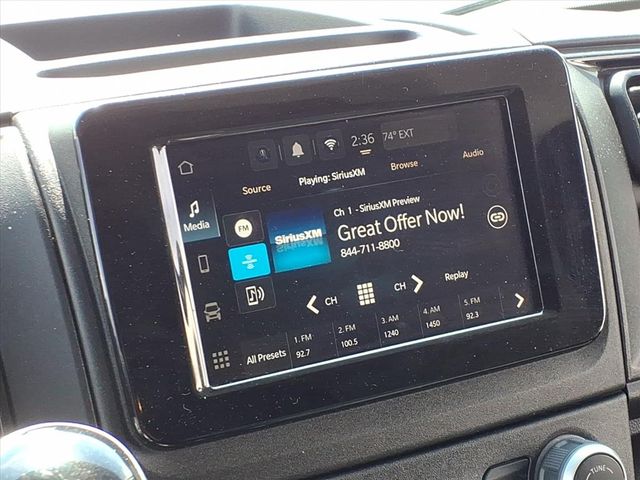 2:36 74° EXT
Source Playing: SiriusXM Browse Audio
Media
FM
SiriusXM
Ch 1 - SiriusXM Preview
Great Offer Now!
844-711-8800
CH CH Replay
All Presets
1. FM 2. FM 3. AM 4. AM 5. FM
92.7 100.5 1240 1450 92.3